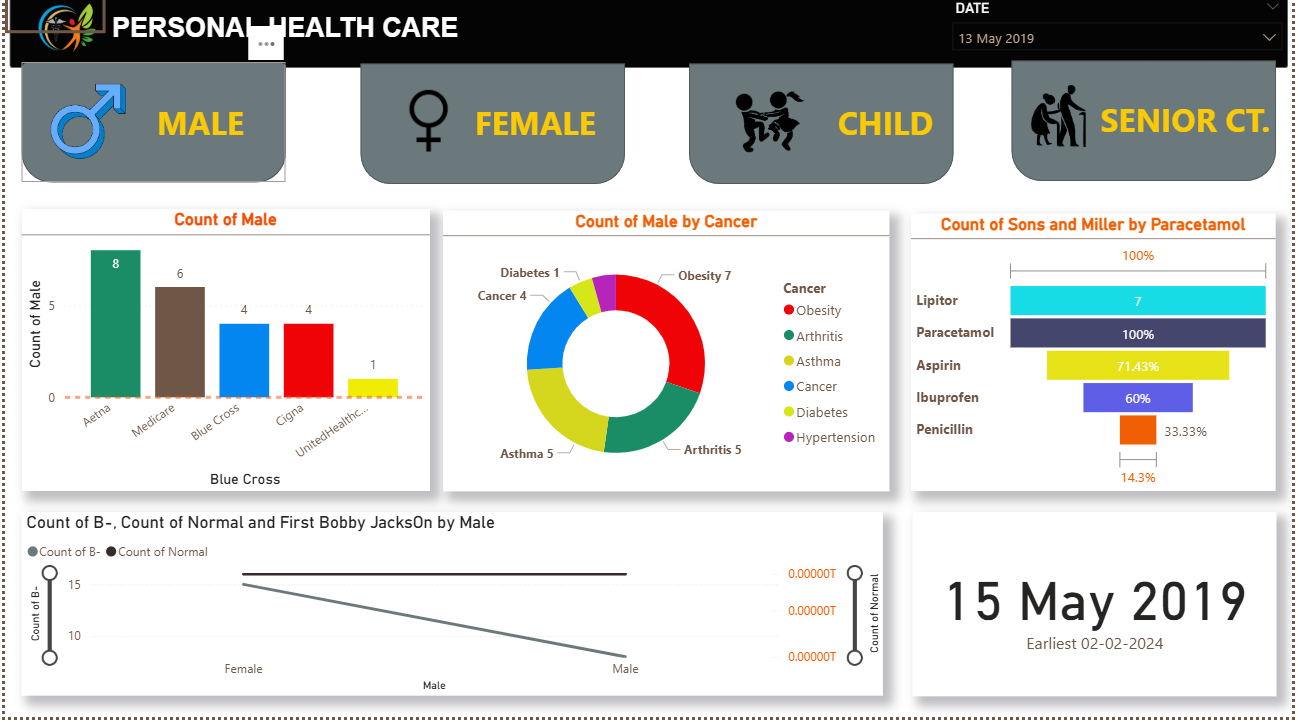 PERSONAL HEALTH CARE
DATE
13 May 2019
MALE
FEMALE
CHILD
SENIOR CT.
Count of Male
Count of Male
5
0
8
6
4
4
1
Aetna
Medicare
Blue Cross
Cigna
UnitedHealthc...
Blue Cross
Count of Male by Cancer
Diabetes 1
Obesity 7
Cancer 4
Asthma 5
Arthritis 5
Cancer
Obesity
Arthritis
Asthma
Cancer
Diabetes
Hypertension
Count of Sons and Miller by Paracetamol
100%
Lipitor
7
Paracetamol
100%
Aspirin
71.43%
Ibuprofen
60%
Penicillin
33.33%
14.3%
Count of B-, Count of Normal and First Bobby JacksOn by Male
Count of B- Count of Normal
Count of B-
15
10
0.00000T
0.00000T
0.00000T
Count of Normal
Female
Male
Male
15 May 2019
Earliest 02-02-2024